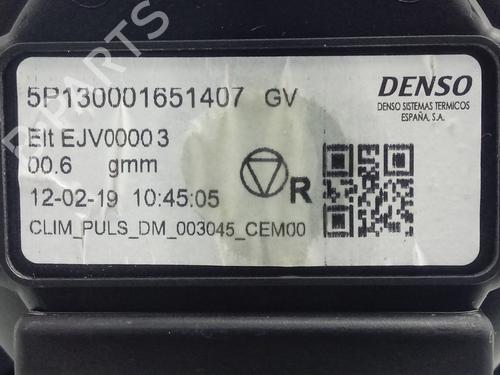 5P130001651407 GV
DENSO
DENSO SISTEMAS TERMICOS
ESPAÑA, S.A.
Elt EJV00003
00.6 gmm
12-02-19 10:45:05
R
CLIM_PULS_DM_003045_CEM00
PARTS